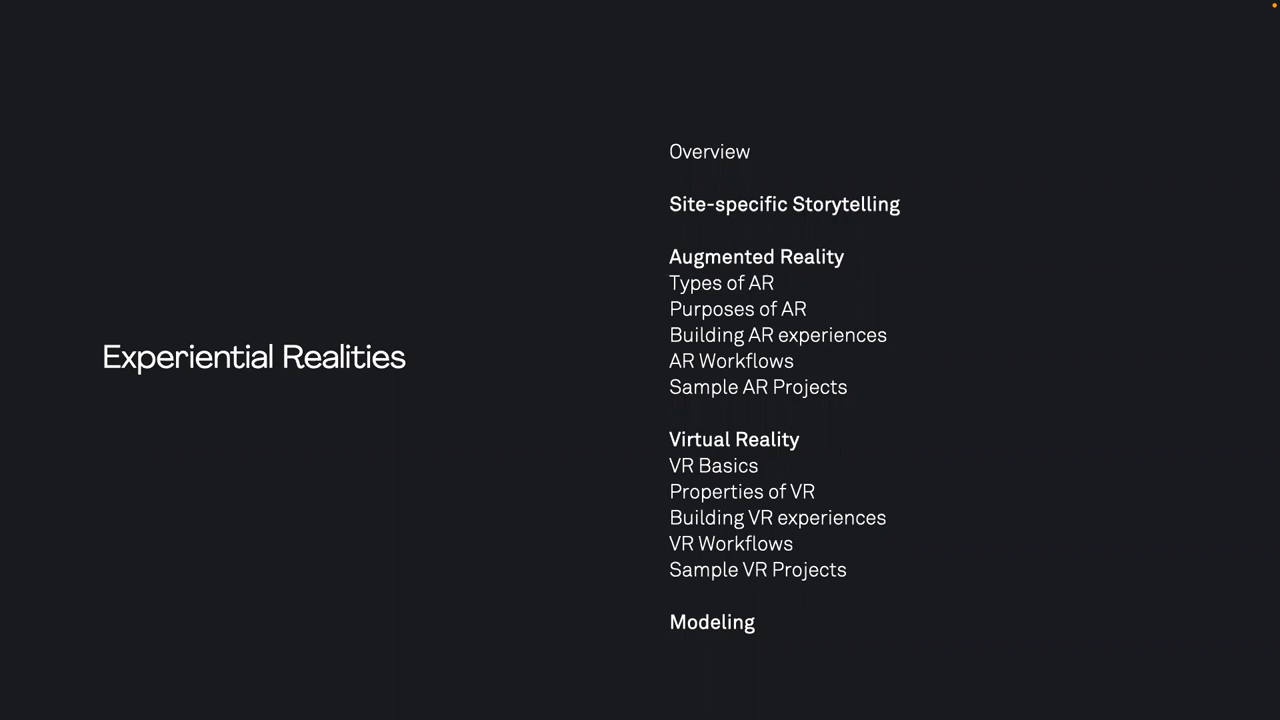 Experiential Realities
Overview
Site-specific Storytelling
Augmented Reality
Types of AR
Purposes of AR
Building AR experiences
AR Workflows
Sample AR Projects
Virtual Reality
VR Basics
Properties of VR
Building VR experiences
VR Workflows
Sample VR Projects
Modeling